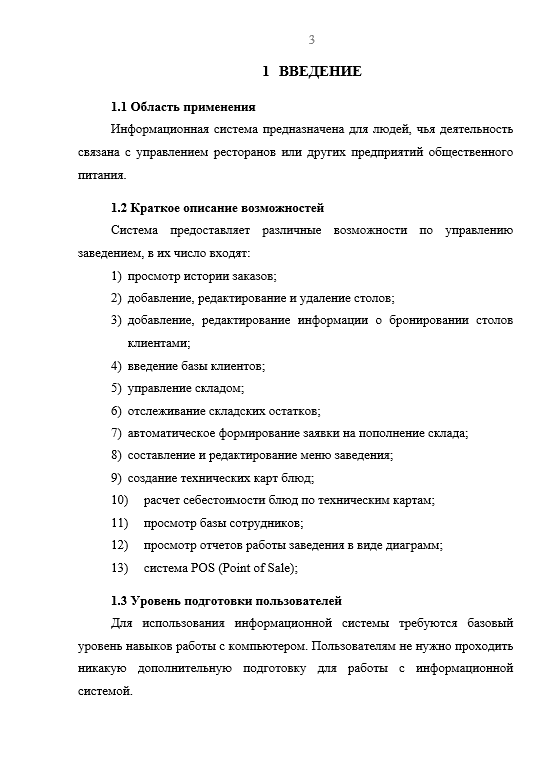 3
1 ВВЕДЕНИЕ
1.1 Область применения
Информационная система предназначена для людей, чья деятельность
связана с управлением ресторанов или других предприятий общественного
питания.
1.2 Краткое описание возможностей
Система предоставляет различные возможности по управлению
заведением, в их число входят:
1) просмотр истории заказов;
2) добавление, редактирование и удаление столов;
3) добавление, редактирование информации о бронировании столов
клиентами;
4) введение базы клиентов;
5) управление складом;
6) отслеживание складских остатков;
7) автоматическое формирование заявки на пополнение склада;
8) составление и редактирование меню заведения;
9) создание технических карт блюд;
10) расчет себестоимости блюд по техническим картам;
11) просмотр базы сотрудников;
12) просмотр отчетов работы заведения в виде диаграмм;
13) система POS (Point of Sale);
1.3 Уровень подготовки пользователей
Для использования информационной системы требуются базовый
уровень навыков работы с компьютером. Пользователям не нужно проходить
никакую дополнительную подготовку для работы с информационной
системой.